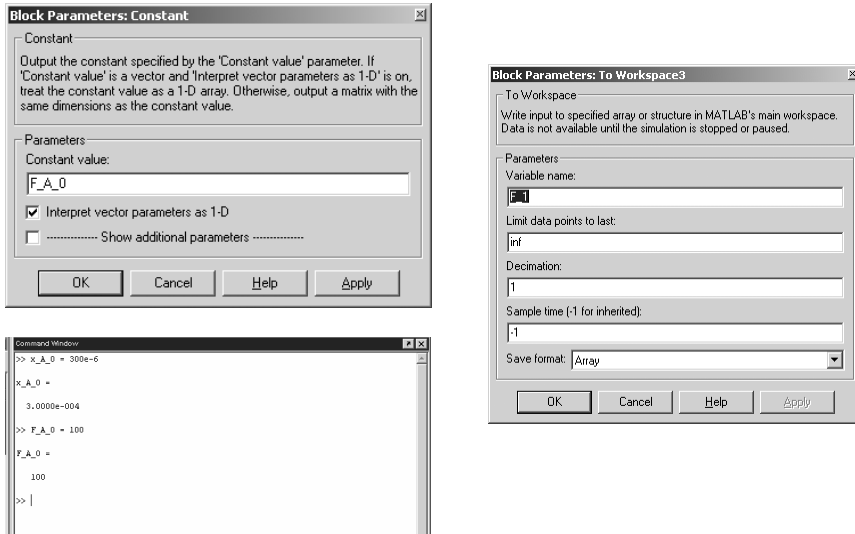 Block Parameters: Constant
Constant
Output the constant specified by the 'Constant value' parameter. If
'Constant value' is a vector and 'Interpret vector parameters as 1-D' is on,
treat the constant value as a 1-D array. Otherwise, output a matrix with the
same dimensions as the constant value.
Parameters
Constant value:
F_A_0
Interpret vector parameters as 1-D
-------------- Show additional parameters --------------
OK Cancel Help Apply
Command Window
>> x_A_0 = 300e-6
x_A_0 =
3.0000e-004
>> F_A_0 = 100
F_A_0 =
100
>>
Block Parameters: To Workspace3
To Workspace
Write input to specified array or structure in MATLAB's main workspace.
Data is not available until the simulation is stopped or paused.
Parameters
Variable name:
F_1
Limit data points to last:
inf
Decimation:
1
Sample time (-1 for inherited):
-1
Save format: Array
OK Cancel Help Apply